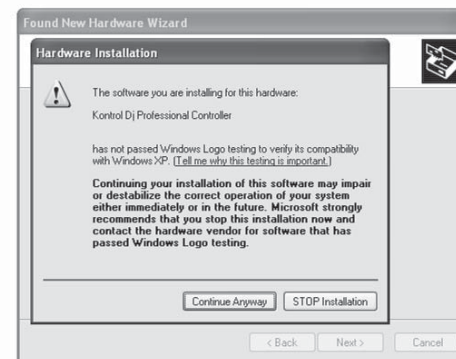 Found New Hardware Wizard
Hardware Installation
The software you are installing for this hardware:
Kontrol Dj Professional Controller
has not passed Windows Logo testing to verify its compatibility
with Windows XP. (Tell me why this testing is important.)
Continuing your installation of this software may impair
or destabilize the correct operation of your system
either immediately or in the future. Microsoft strongly
recommends that you stop this installation now and
contact the hardware vendor for software that has
passed Windows Logo testing.
Continue Anyway STOP Installation
< Back Next > Cancel